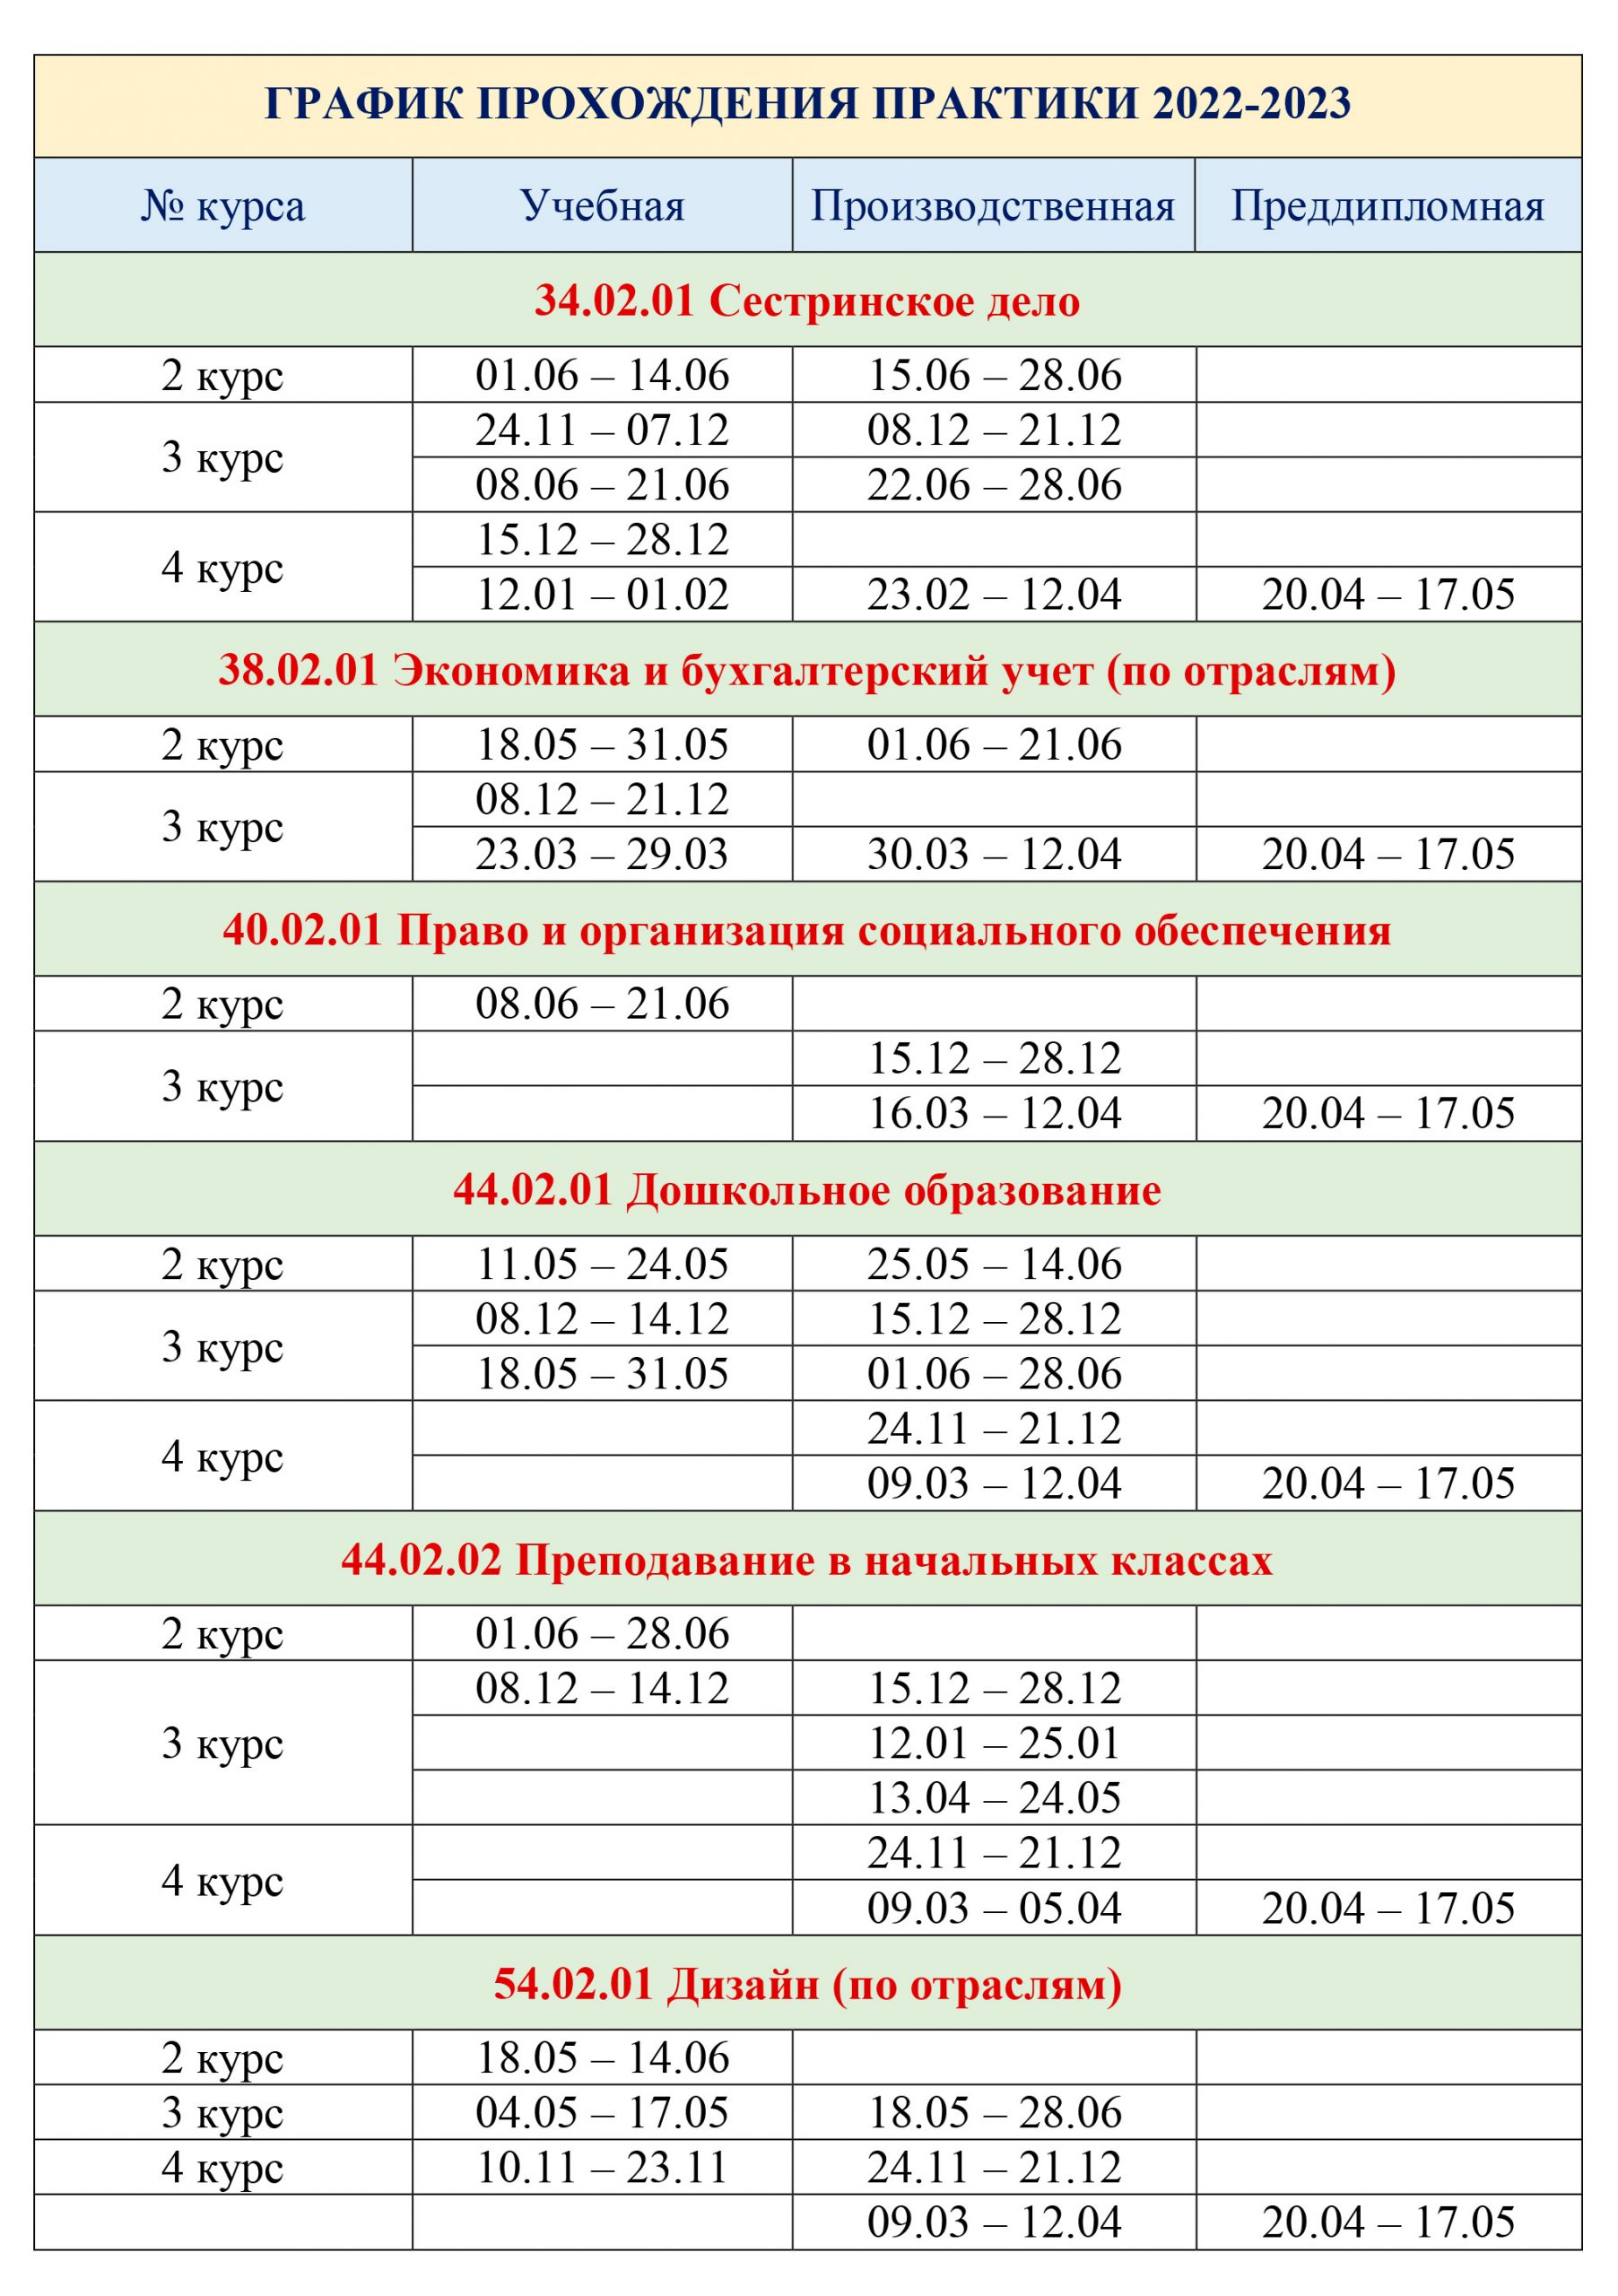 ГРАФИК ПРОХОЖДЕНИЯ ПРАКТИКИ 2022-2023
№ курса Учебная Производственная Преддипломная
34.02.01 Сестринское дело
2 курс 01.06 – 14.06 15.06 – 28.06
3 курс 24.11 – 07.12 08.12 – 21.12
08.06 – 21.06 22.06 – 28.06
4 курс 15.12 – 28.12
12.01 – 01.02 23.02 – 12.04 20.04 – 17.05
38.02.01 Экономика и бухгалтерский учет (по отраслям)
2 курс 18.05 – 31.05 01.06 – 21.06
3 курс 08.12 – 21.12
23.03 – 29.03 30.03 – 12.04 20.04 – 17.05
40.02.01 Право и организация социального обеспечения
2 курс 08.06 – 21.06
3 курс 15.12 – 28.12
16.03 – 12.04 20.04 – 17.05
44.02.01 Дошкольное образование
2 курс 11.05 – 24.05 25.05 – 14.06
3 курс 08.12 – 14.12 15.12 – 28.12
18.05 – 31.05 01.06 – 28.06
4 курс 24.11 – 21.12
09.03 – 12.04 20.04 – 17.05
44.02.02 Преподавание в начальных классах
2 курс 01.06 – 28.06
3 курс 08.12 – 14.12 15.12 – 28.12
12.01 – 25.01
13.04 – 24.05
4 курс 24.11 – 21.12
09.03 – 05.04 20.04 – 17.05
54.02.01 Дизайн (по отраслям)
2 курс 18.05 – 14.06
3 курс 04.05 – 17.05 18.05 – 28.06
4 курс 10.11 – 23.11 24.11 – 21.12
09.03 – 12.04 20.04 – 17.05